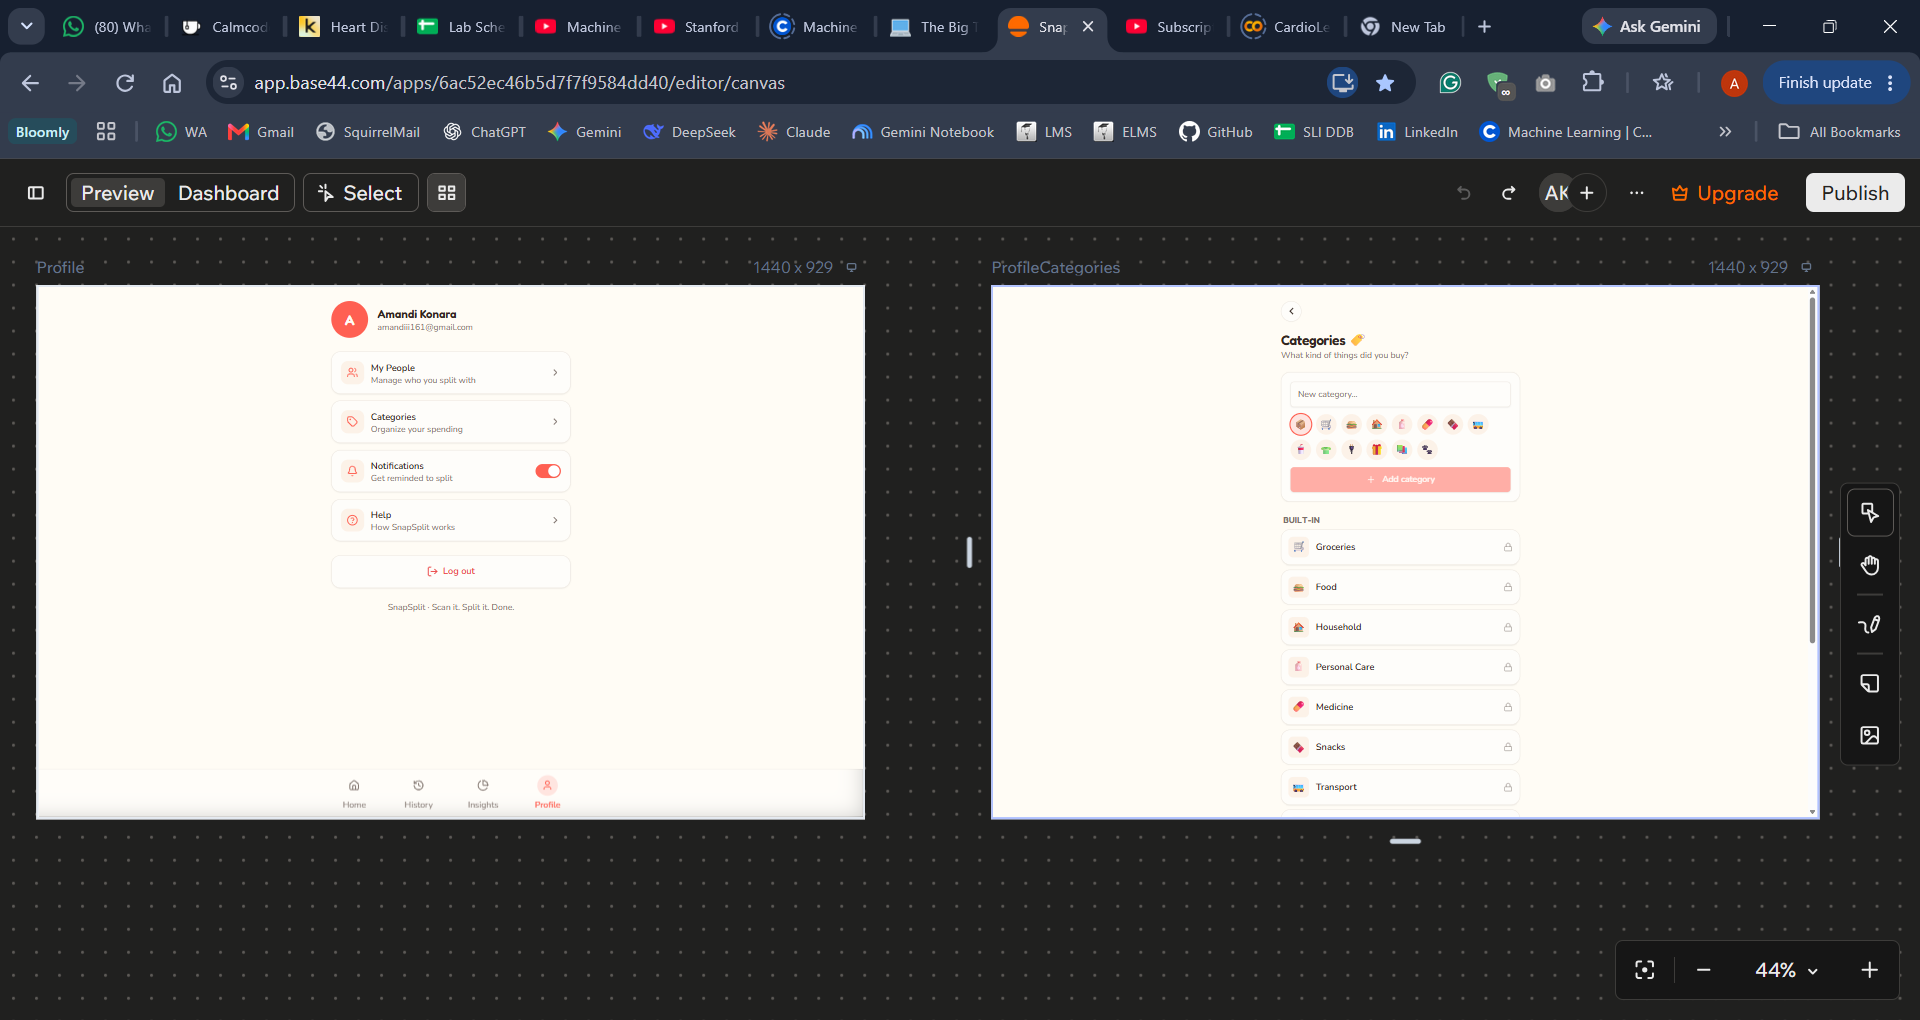 (80) Wha
Calmcod
Heart Di
Lab Sche
Machine
Stanford
Machine
The Big T
Snap
Subscrip
CardioLe
New Tab
Ask Gemini
app.base44.com/apps/6ac52ec46b5d7f7f9584dd40/editor/canvas
A
Finish update
Bloomly
WA
Gmail
SquirrelMail
ChatGPT
Gemini
DeepSeek
Claude
Gemini Notebook
LMS
ELMS
GitHub
SLI DDB
LinkedIn
Machine Learning | C...
All Bookmarks
Preview
Dashboard
Select
AK
Upgrade
Publish
Profile
1440 x 929
A
Amandi Konara
amandiii161@gmail.com
My People
Manage who you split with
Categories
Organize your spending
Notifications
Get reminded to split
Help
How SnapSplit works
Log out
SnapSplit · Scan it. Split it. Done.
Home
History
Insights
Profile
ProfileCategories
1440 x 929
Categories
What kind of things did you buy?
New category...
+ Add category
BUILT-IN
Groceries
Food
Household
Personal Care
Medicine
Snacks
Transport
44%